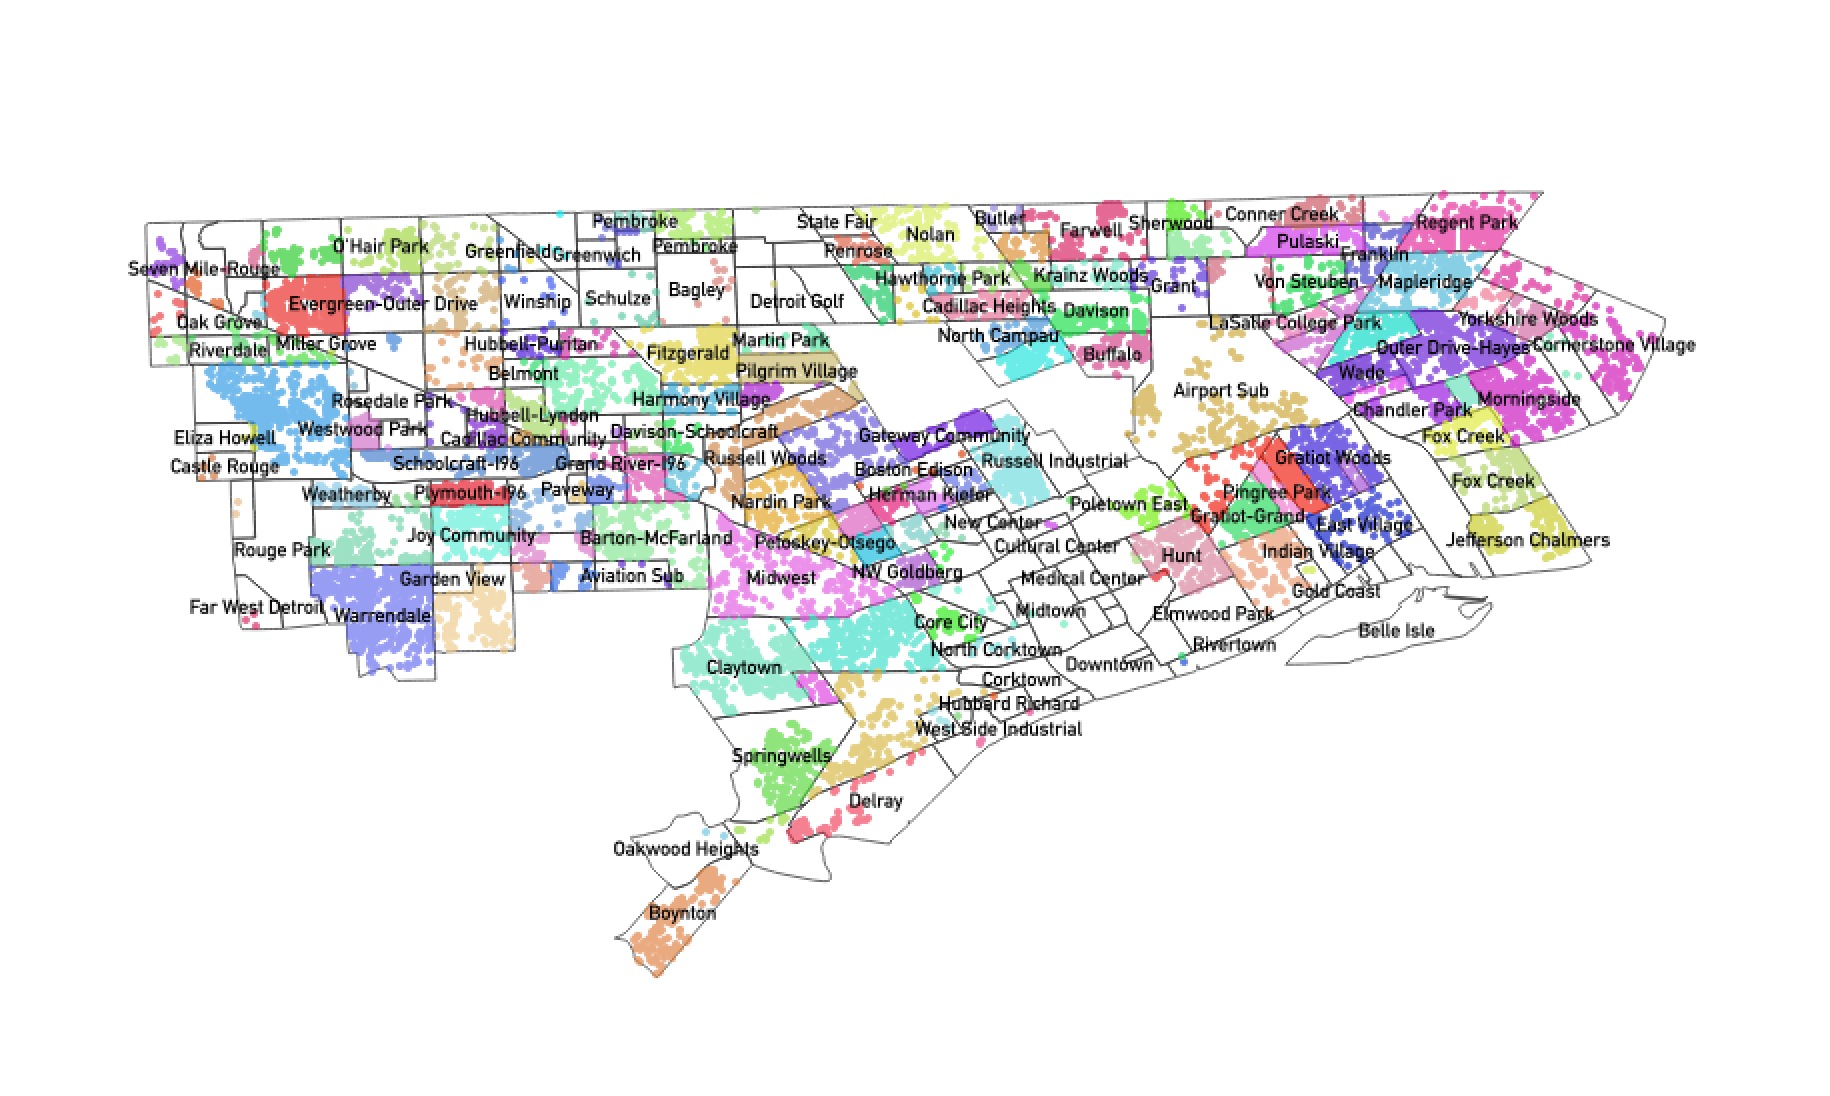 Pembroke
State Fair
Butler
Farwell
Sherwood
Conner Creek
Regent Park
Nolan
O'Hair Park
Greenfield
Greenwich
Pembroke
Penrose
Pulaski
Franklin
Seven Mile-Rouge
Hawthorne Park
Krainz Woods
Grant
Von Steuben
Mapleridge
Evergreen-Outer Drive
Winship
Schulze
Bagley
Detroit Golf
Cadillac Heights
Davison
Oak Grove
LaSalle College Park
Yorkshire Woods
North Campau
Riverdale
Miller Grove
Hubbell-Puritan
Fitzgerald
Martin Park
Buffalo
Outer Drive-Hayes
Cornerstone Village
Belmont
Pilgrim Village
Wade
Airport Sub
Rosedale Park
Harmony Village
Morningside
Hubbell-Lyndon
Chandler Park
Eliza Howell
Westwood Park
Cadillac Community
Davison-Schoolcraft
Gateway Community
Fox Creek
Castle Rouge
Schoolcraft-I96
Grand River-I96
Russell Woods
Boston Edison
Russell Industrial
Gratiot Woods
Weatherby
Plymouth-I96
Paveway
Nardin Park
Herman Kiefer
Poletown East
Pingree Park
Fox Creek
New Center
Gratiot-Grand
East Village
Rouge Park
Joy Community
Barton-McFarland
Petoskey-Otsego
Cultural Center
Hunt
Indian Village
Jefferson Chalmers
Garden View
Aviation Sub
Midwest
NW Goldberg
Medical Center
Gold Coast
Far West Detroit
Warrendale
Core City
Midtown
Elmwood Park
Belle Isle
North Corktown
Rivertown
Claytown
Downtown
Corktown
Hubbard Richard
West Side Industrial
Springwells
Delray
Oakwood Heights
Boynton